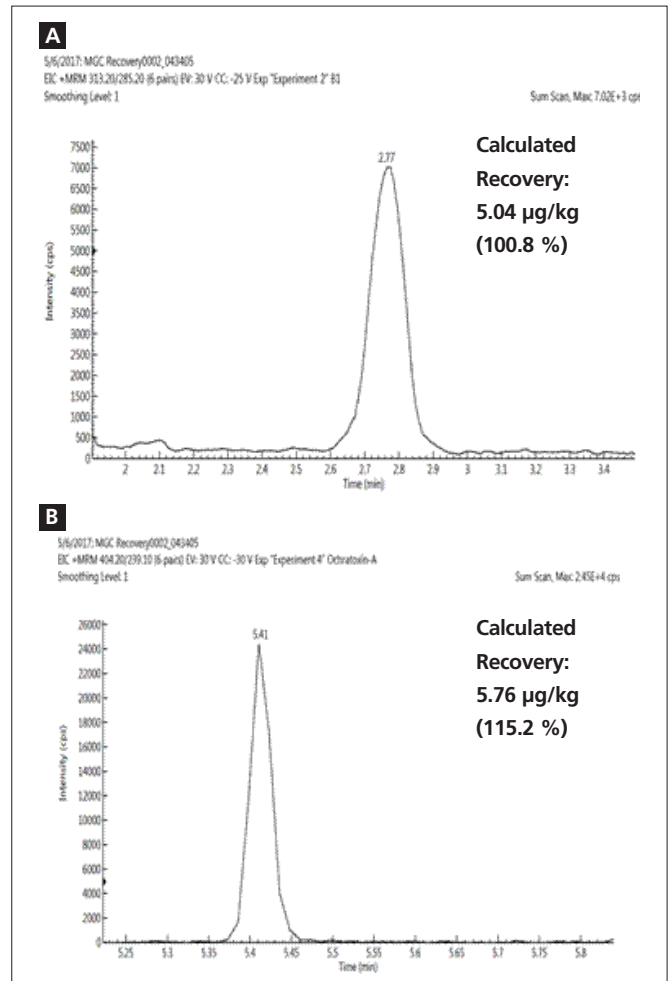 A
5/6/2017: MGC Recovery0002_043405
EIC +MRM 313.20/285.20 (6 pairs) EV: 30 V CC: -25 V Exp "Experiment 2" B1
Smoothing Level: 1
Sum Scan, Max: 7.02E+3 cps
Calculated
Recovery:
5.04 µg/kg
(100.8 %)
2.77
7500
7000
6500
6000
5500
5000
4500
4000
3500
3000
2500
2000
1500
1000
500
0
Intensity (cps)
2 2.1 2.2 2.3 2.4 2.5 2.6 2.7 2.8 2.9 3 3.1 3.2 3.3 3.4
Time (min)
B
5/6/2017: MGC Recovery0002_043405
EIC +MRM 404.20/239.10 (6 pairs) EV: 30 V CC: -30 V Exp "Experiment 4" Ochratoxin-A
Smoothing Level: 1
Sum Scan, Max: 2.45E+4 cps
Calculated
Recovery:
5.76 µg/kg
(115.2 %)
5.41
26000
24000
22000
20000
18000
16000
14000
12000
10000
8000
6000
4000
2000
0
Intensity (cps)
5.25 5.3 5.35 5.4 5.45 5.5 5.55 5.6 5.65 5.7 5.75 5.8
Time (min)